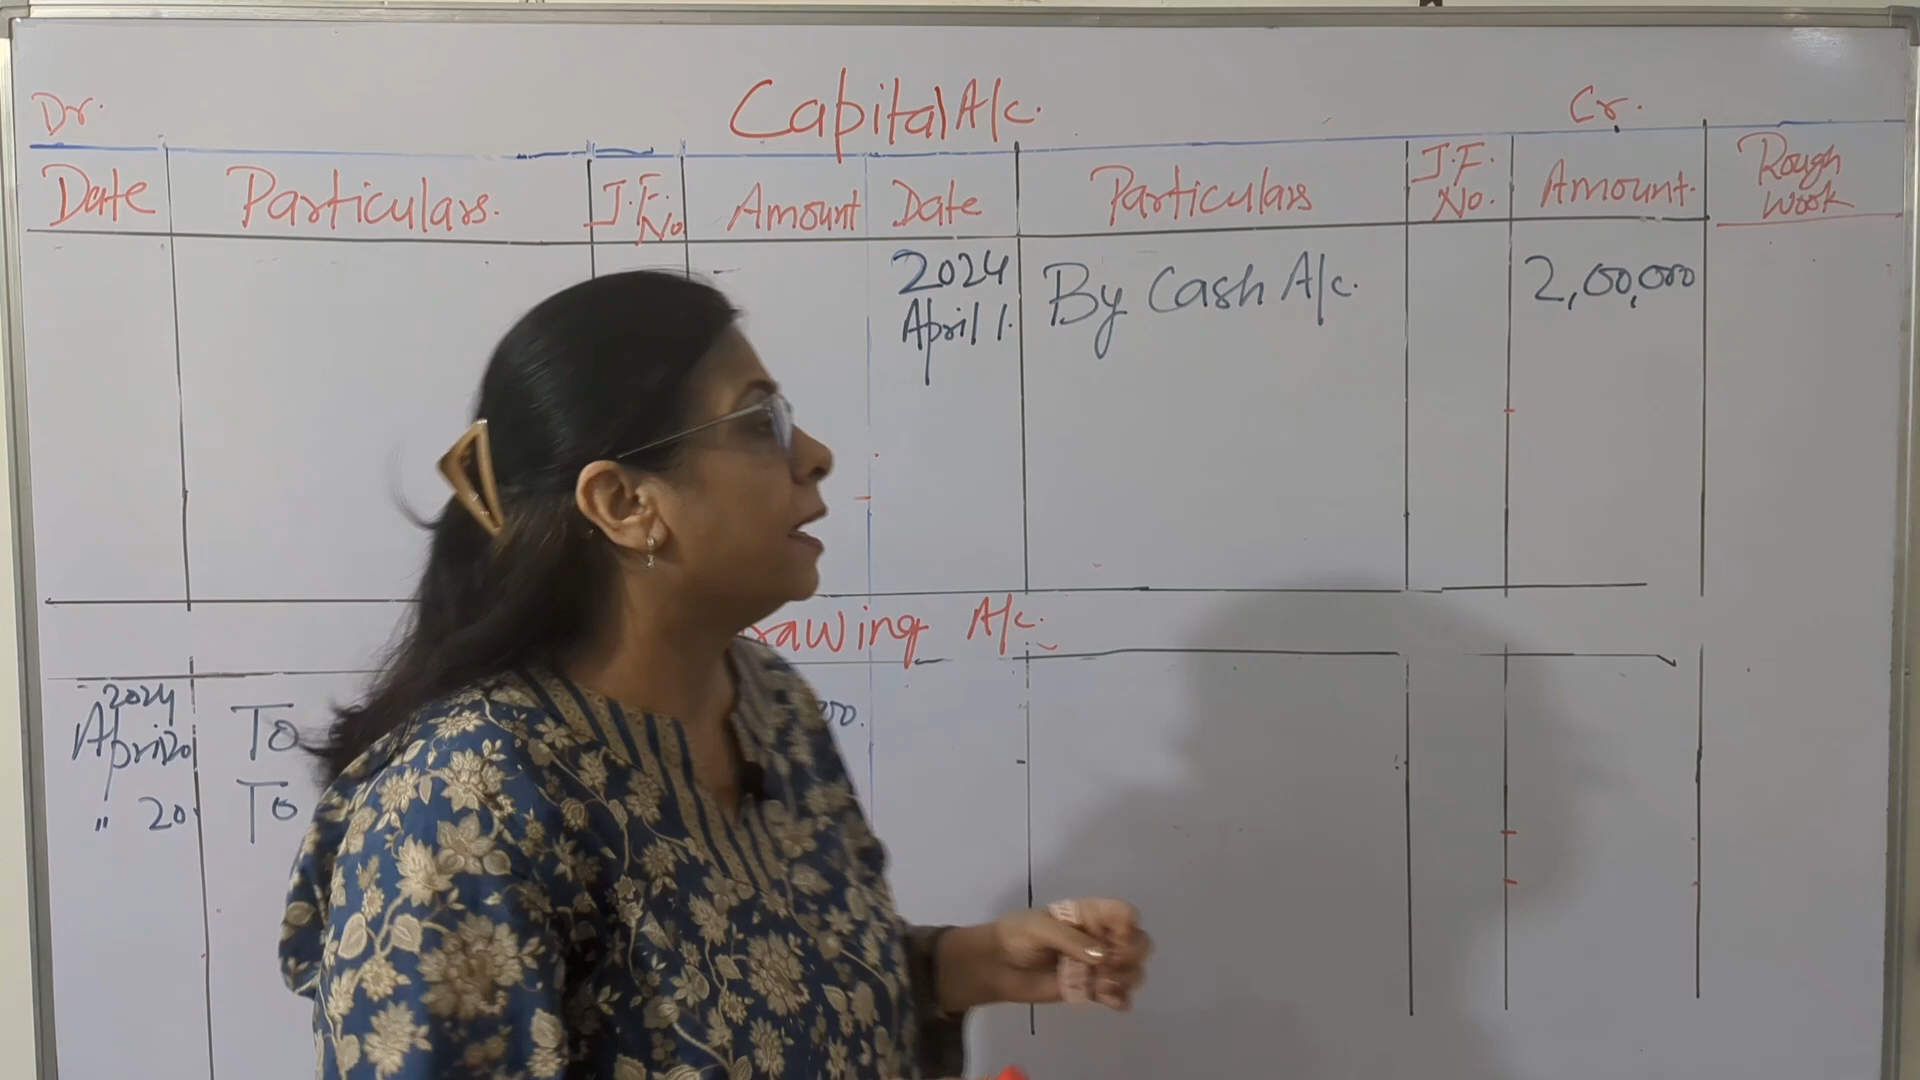 Dr. Capital A/c. Cr.
Date Particulars. J.F. No. Amount Date Particulars J.F. No. Amount. Rough Work
2024 By Cash A/c. 2,00,000
April 1.
A/c.
2024
April 20 To
" 20 To